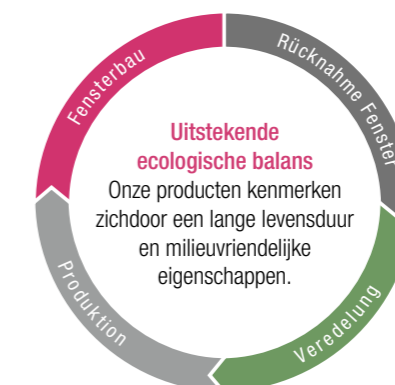 Fensterbau
Rücknahme Fenster
Uitstekende
ecologische balans
Onze producten kenmerken
zichdoor een lange levensduur
en milieuvriendelijke
eigenschappen.
Produktion
Veredelung